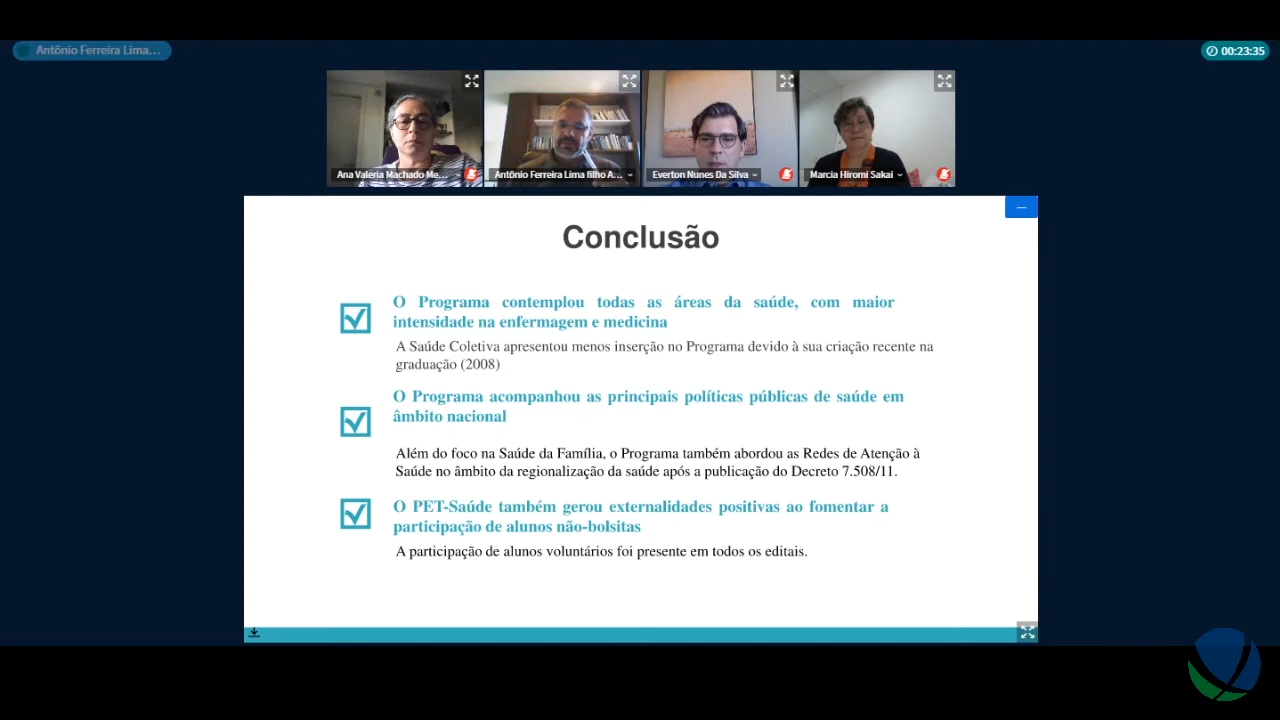 Antônio Ferreira Lima...
00:23:35
Ana Valeria Machado Me...
Antônio Ferreira Lima filho A...
Everton Nunes Da Silva
Marcia Hiromi Sakai
Conclusão
O Programa contemplou todas as áreas da saúde, com maior
intensidade na enfermagem e medicina
A Saúde Coletiva apresentou menos inserção no Programa devido à sua criação recente na
graduação (2008)
O Programa acompanhou as principais políticas públicas de saúde em
âmbito nacional
Além do foco na Saúde da Família, o Programa também abordou as Redes de Atenção à
Saúde no âmbito da regionalização da saúde após a publicação do Decreto 7.508/11.
O PET-Saúde também gerou externalidades positivas ao fomentar a
participação de alunos não-bolsitas
A participação de alunos voluntários foi presente em todos os editais.